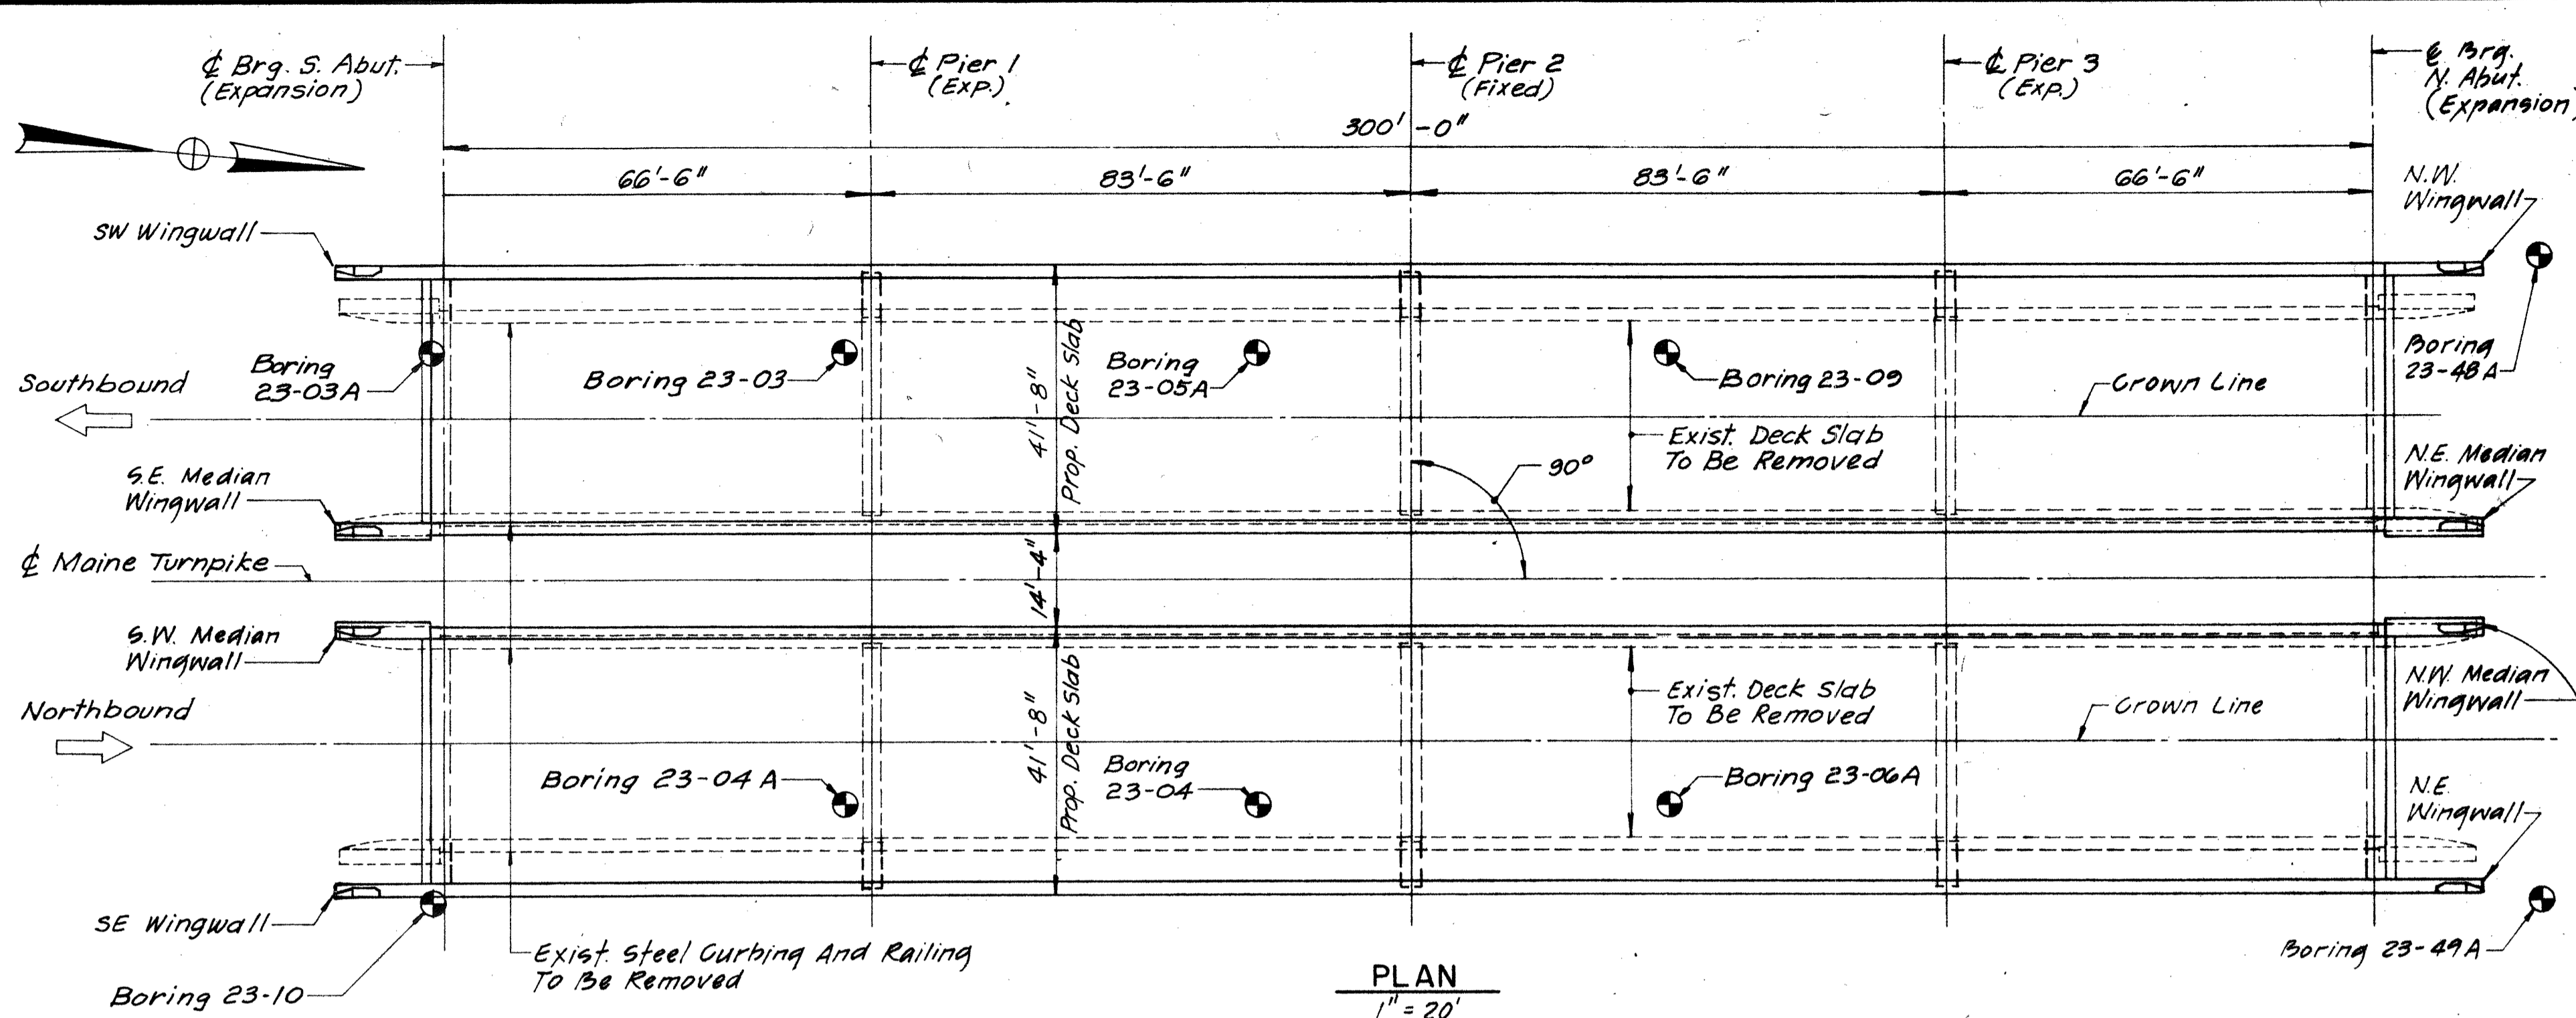 ℄ Brg. S. Abut.
(Expansion)
℄ Pier 1
(Exp.)
℄ Pier 2
(Fixed)
℄ Pier 3
(Exp.)
℄ Brg.
N. Abut.
(Expansion)
300'-0"
66'-6"
83'-6"
83'-6"
66'-6"
SW Wingwall
N.W.
Wingwall
Boring
23-03A
Boring 23-03
Boring
23-05A
Boring 23-09
Boring
23-48A
Southbound
Crown Line
41'-8"
Prop. Deck Slab
Exist. Deck Slab
To Be Removed
90°
S.E. Median
Wingwall
N.E. Median
Wingwall
℄ Maine Turnpike
14'-4"
S.W. Median
Wingwall
N.W. Median
Wingwall
Northbound
41'-8"
Prop. Deck Slab
Exist. Deck Slab
To Be Removed
Crown Line
Boring 23-04 A
Boring
23-04
Boring 23-06A
N.E.
Wingwall
SE Wingwall
Exist. Steel Curbing And Railing
To Be Removed
Boring 23-49A
Boring 23-10
PLAN
1" = 20'